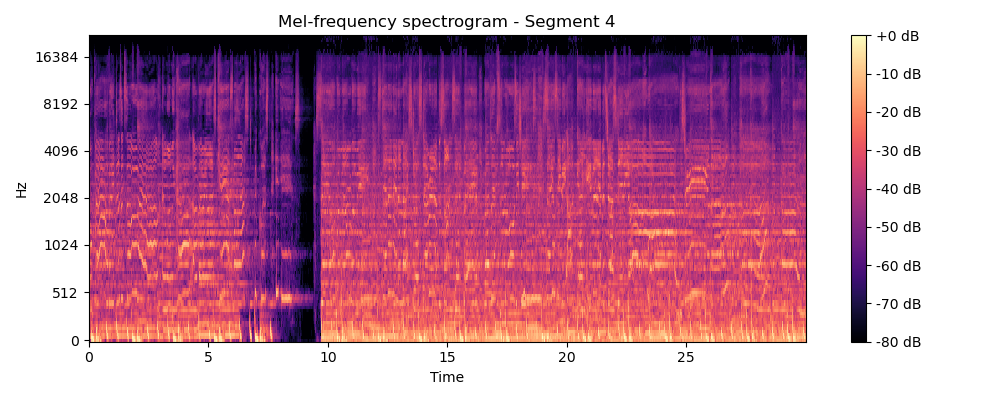 Mel-frequency spectrogram - Segment 4
Hz
16384
8192
4096
2048
1024
512
0
0 5 10 15 20 25
Time
+0 dB
-10 dB
-20 dB
-30 dB
-40 dB
-50 dB
-60 dB
-70 dB
-80 dB